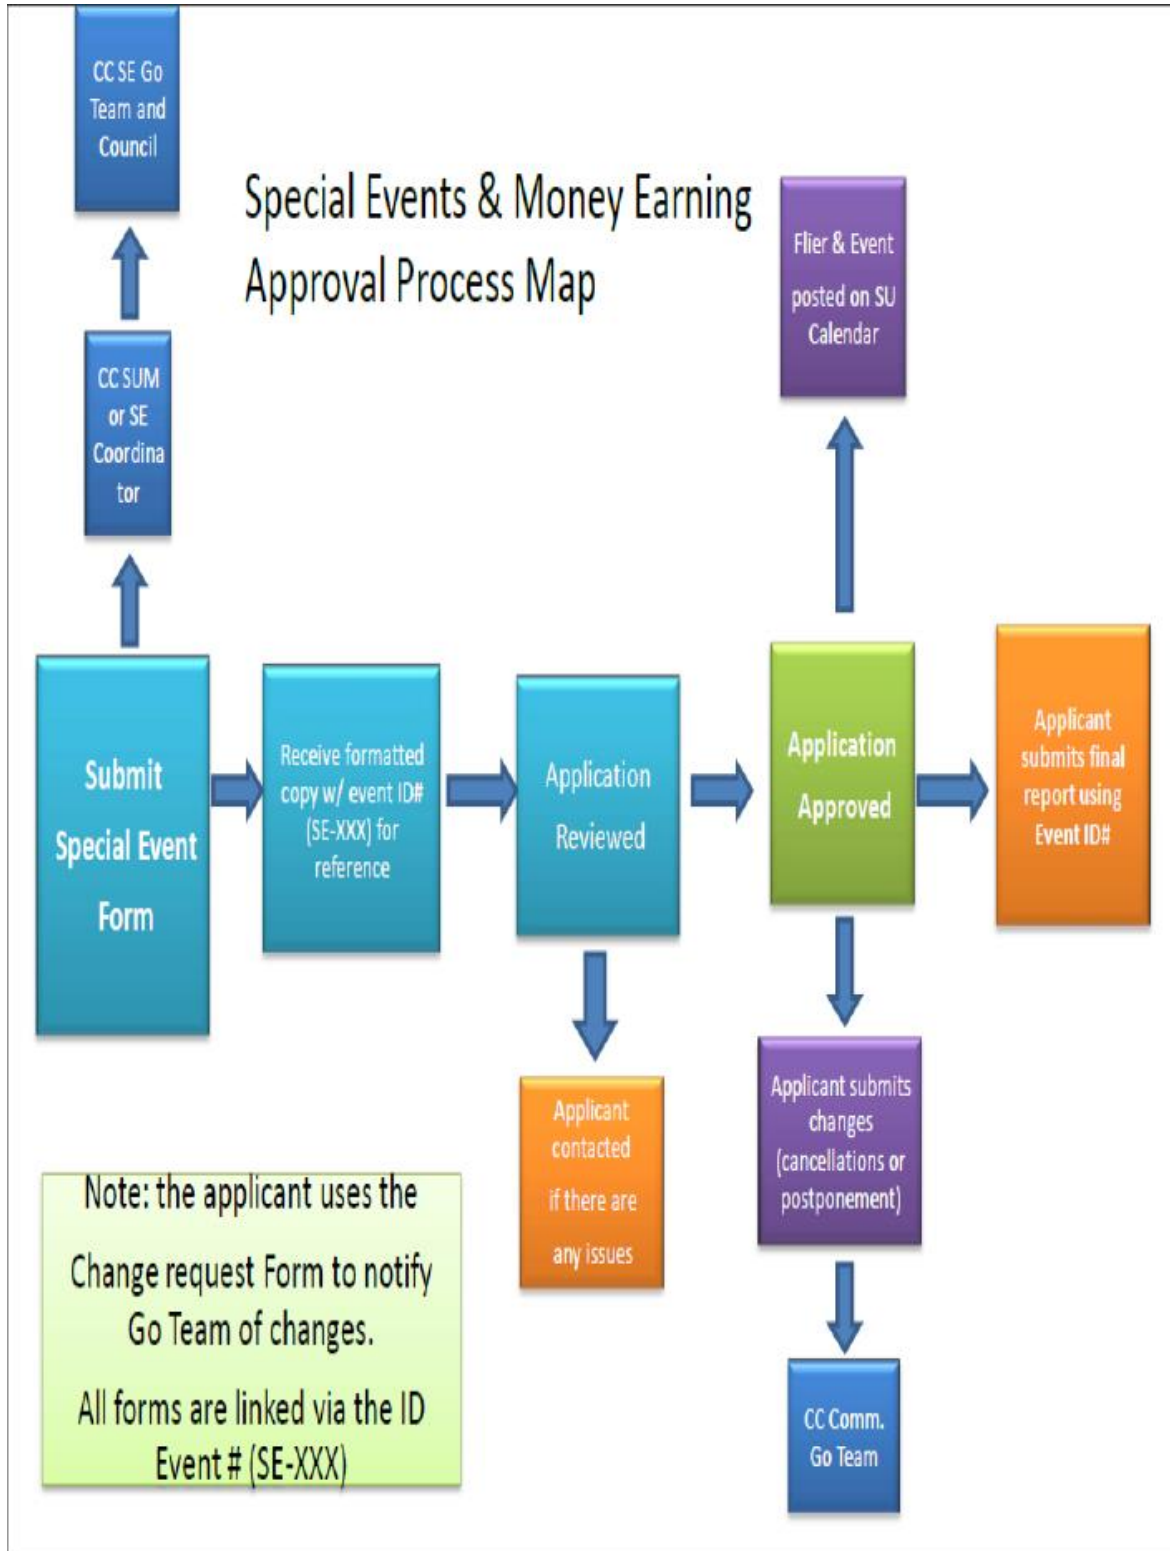 CC SE Go
Team and
Council
Special Events & Money Earning
Approval Process Map
Flier & Event
posted on SU
Calendar
CC SUM
or SE
Coordina
tor
Submit
Special Event
Form
Receive formatted
copy w/ event ID#
(SE-XXX) for
reference
Application
Reviewed
Application
Approved
Applicant
submits final
report using
Event ID#
Applicant
contacted
if there are
any issues
Applicant submits
changes
(cancellations or
postponement)
Note: the applicant uses the
Change request Form to notify
Go Team of changes.
All forms are linked via the ID
Event # (SE-XXX)
CC Comm.
Go Team